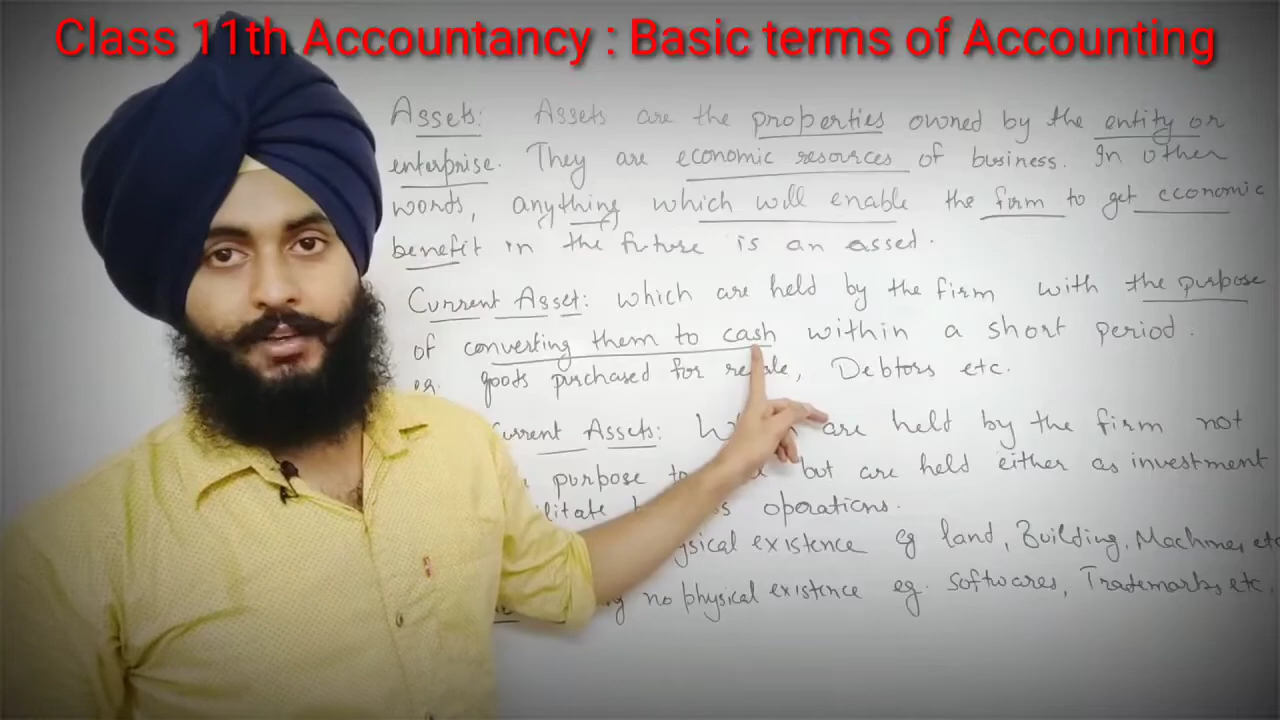 Class 11th Accountancy : Basic terms of Accounting
Assets: Assets are the properties owned by the entity or
enterprise. They are economic resources of business. In other
words, anything which will enable the firm to get economic
benefit in the future is an assed.
Current Asset: which are held by the firm with the purpose
of converting them to cash within a short period.
eg. goods purchased for resale, Debtors etc.
Current Assets: are held by the firm not
purpose but are held either as investment
operations.
existence eg land, Building, Machines etc
no physical existence eg. Softwares, Trademarks etc.